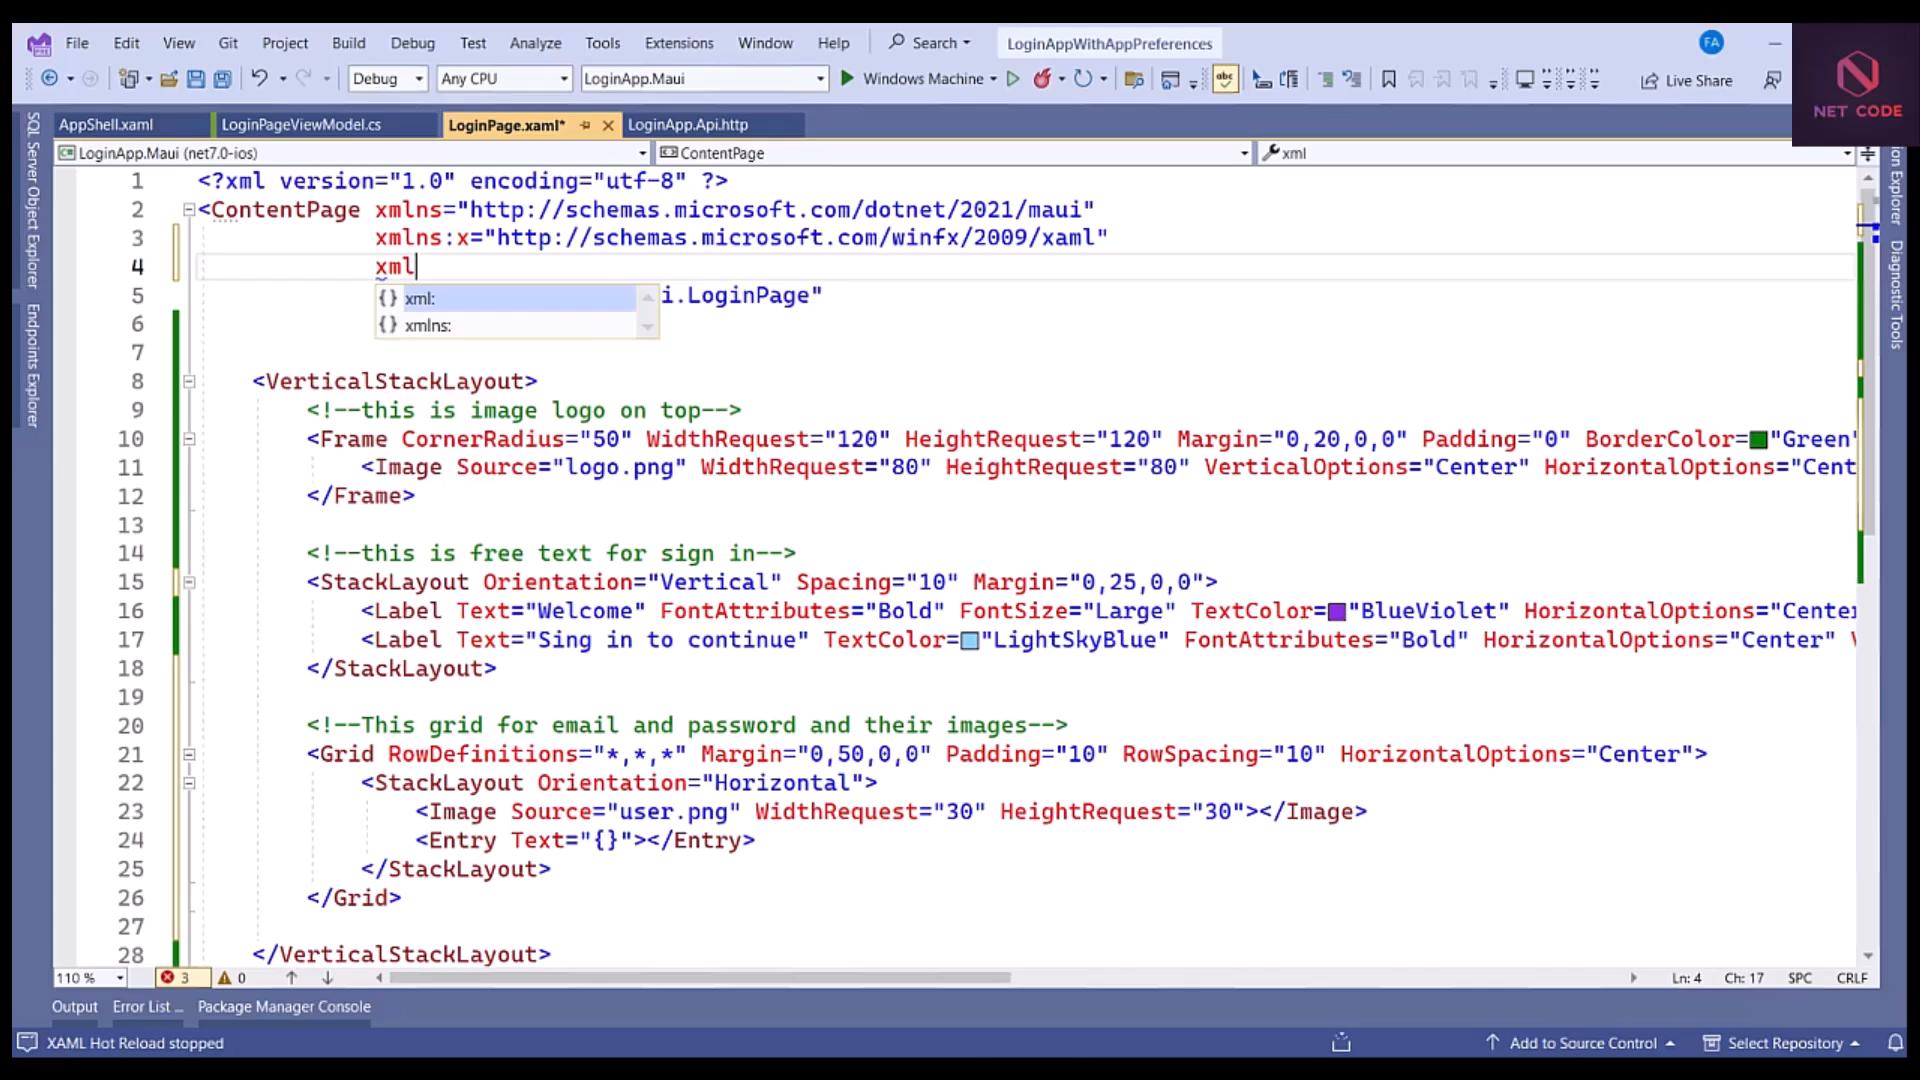 File Edit View Git Project Build Debug Test Analyze Tools Extensions Window Help Search LoginAppWithAppPreferences FA
Debug Any CPU LoginApp.Maui Windows Machine abc Live Share
NET CODE
AppShell.xaml LoginPageViewModel.cs LoginPage.xaml* LoginApp.Api.http
LoginApp.Maui (net7.0-ios) ContentPage xml
SQL Server Object Explorer
Endpoints Explorer
ion Explorer
Diagnostic Tools
1 <?xml version="1.0" encoding="utf-8" ?>
2 <ContentPage xmlns="http://schemas.microsoft.com/dotnet/2021/maui"
3 xmlns:x="http://schemas.microsoft.com/winfx/2009/xaml"
4 xml
5 i.LoginPage"
{} xml:
6
{} xmlns:
7
8 <VerticalStackLayout>
9 <!--this is image logo on top-->
10 <Frame CornerRadius="50" WidthRequest="120" HeightRequest="120" Margin="0,20,0,0" Padding="0" BorderColor="Green"
11 <Image Source="logo.png" WidthRequest="80" HeightRequest="80" VerticalOptions="Center" HorizontalOptions="Cent
12 </Frame>
13
14 <!--this is free text for sign in-->
15 <StackLayout Orientation="Vertical" Spacing="10" Margin="0,25,0,0">
16 <Label Text="Welcome" FontAttributes="Bold" FontSize="Large" TextColor="BlueViolet" HorizontalOptions="Center
17 <Label Text="Sing in to continue" TextColor="LightSkyBlue" FontAttributes="Bold" HorizontalOptions="Center" V
18 </StackLayout>
19
20 <!--This grid for email and password and their images-->
21 <Grid RowDefinitions="*,*,*" Margin="0,50,0,0" Padding="10" RowSpacing="10" HorizontalOptions="Center">
22 <StackLayout Orientation="Horizontal">
23 <Image Source="user.png" WidthRequest="30" HeightRequest="30"></Image>
24 <Entry Text="{}"></Entry>
25 </StackLayout>
26 </Grid>
27
28 </VerticalStackLayout>
110 % 3 0 Ln: 4 Ch: 17 SPC CRLF
Output Error List ... Package Manager Console
XAML Hot Reload stopped Add to Source Control Select Repository